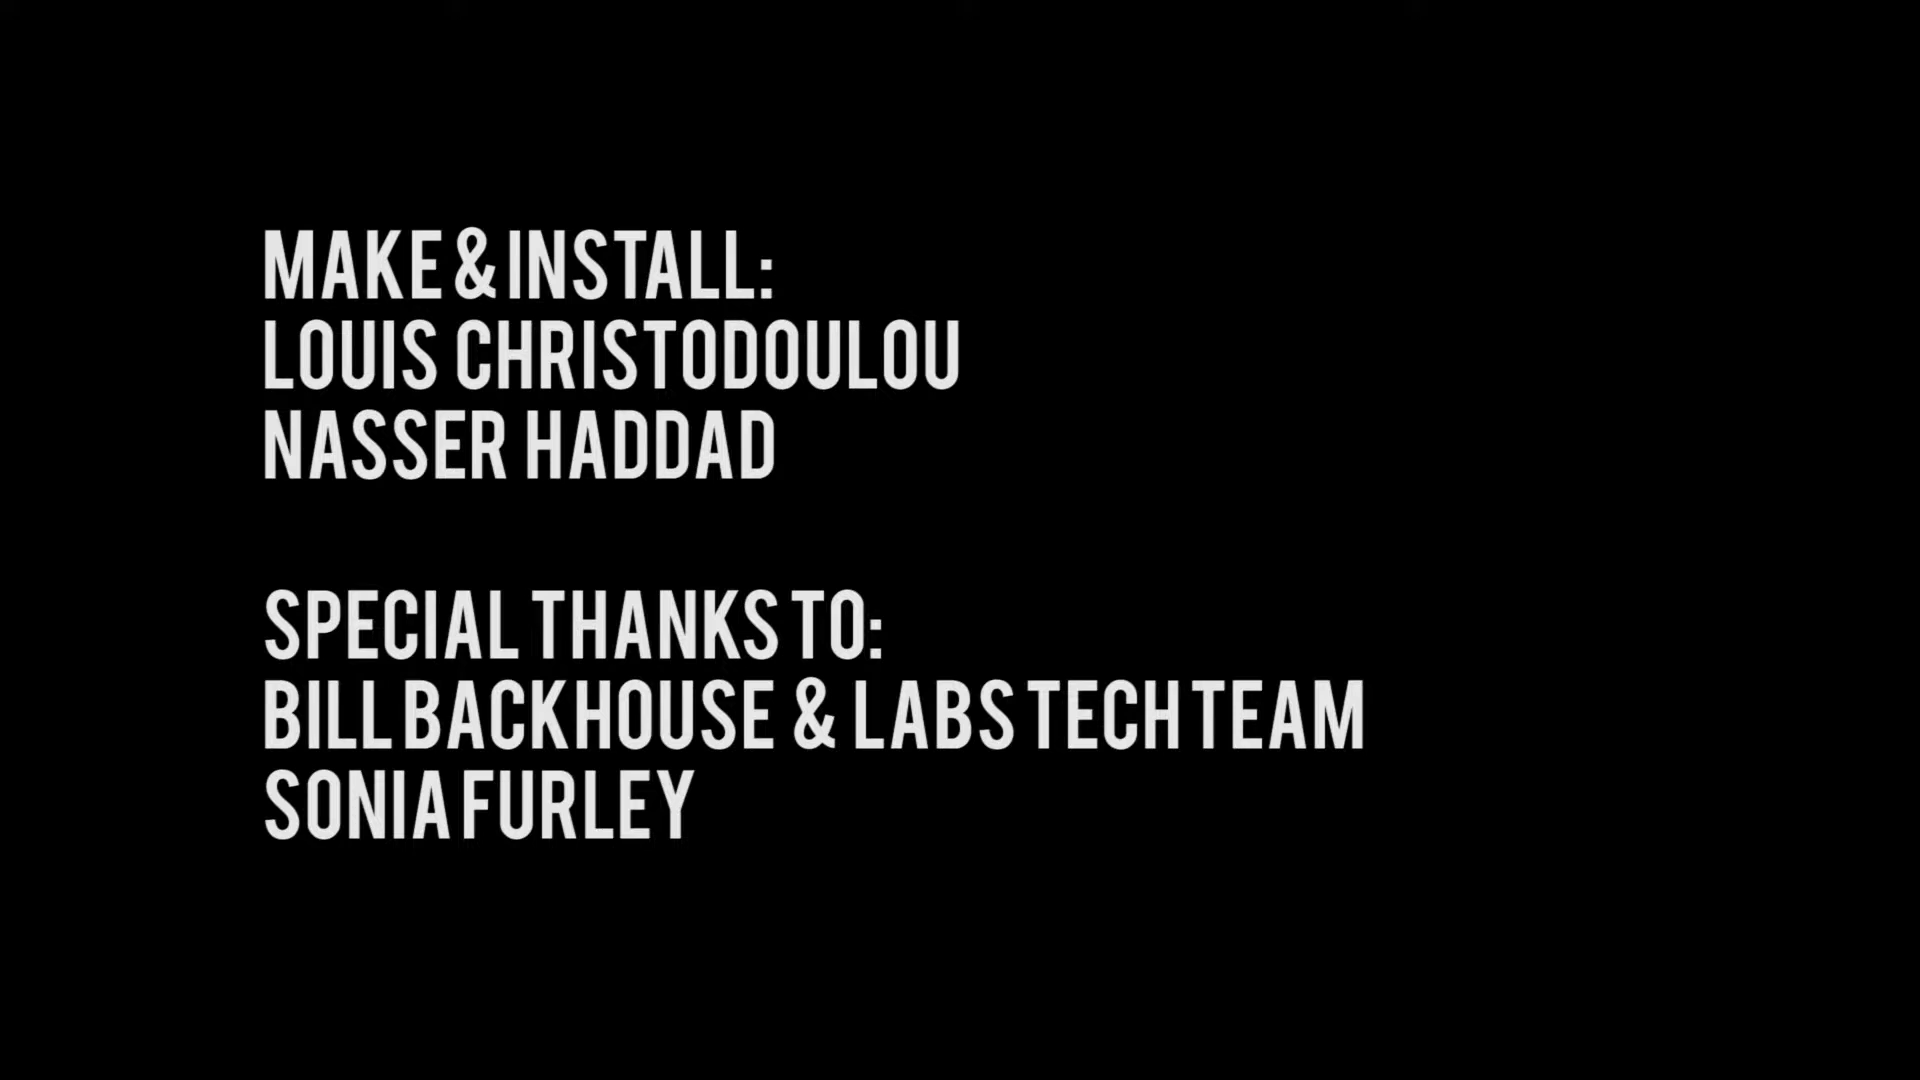 MAKE & INSTALL:
LOUIS CHRISTODOULOU
NASSER HADDAD
SPECIAL THANKS TO:
BILL BACKHOUSE & LABS TECH TEAM
SONIA FURLEY